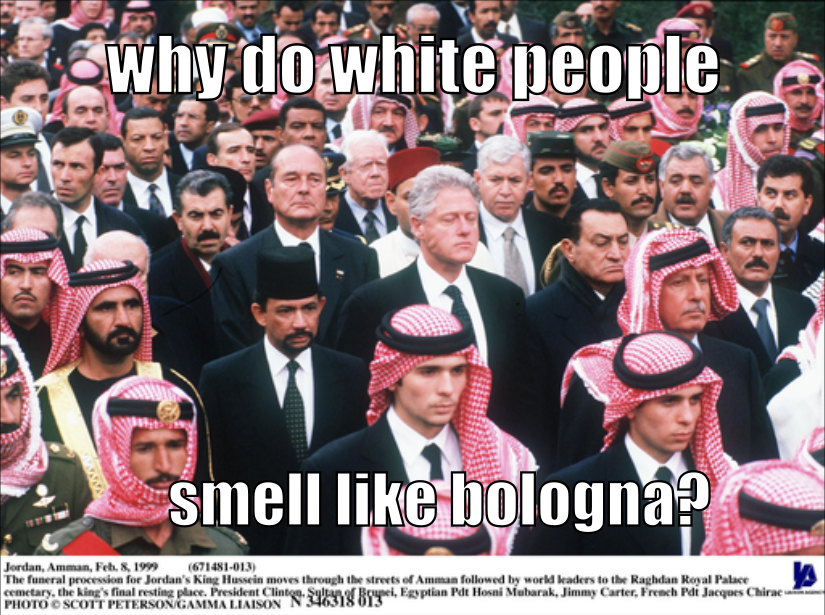 why do white people
smell like bologna?
Jordan, Amman, Feb. 8, 1999 (671481-013)
The funeral procession for Jordan's King Hussein moves through the streets of Amman followed by world leaders to the Raghdan Royal Palace
cemetary, the king's final resting place. President Clinton, Sultan of Brunei, Egyptian Pdt Hosni Mubarak, Jimmy Carter, French Pdt Jacques Chirac
PHOTO © SCOTT PETERSON/GAMMA LIAISON N 346318 013